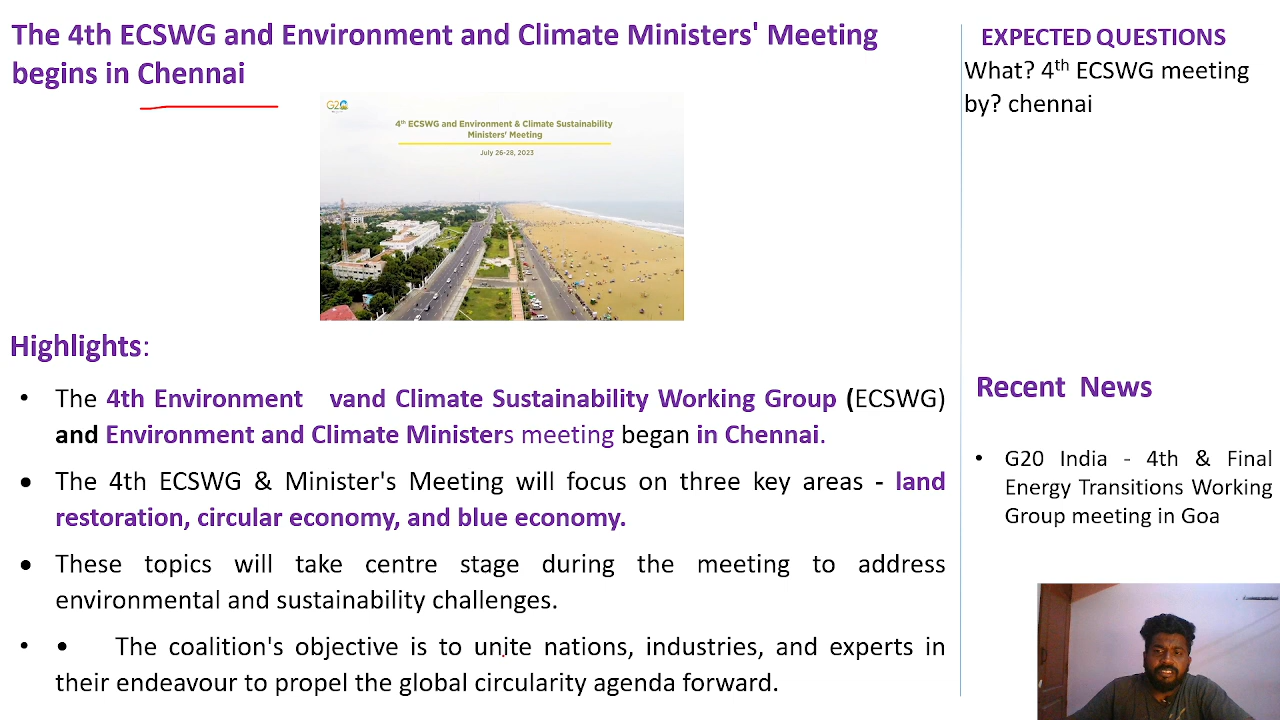 The 4th ECSWG and Environment and Climate Ministers' Meeting
begins in Chennai
G20
4th ECSWG and Environment & Climate Sustainability
Ministers' Meeting
July 26-28, 2023
Highlights:
• The 4th Environment vand Climate Sustainability Working Group (ECSWG)
and Environment and Climate Ministers meeting began in Chennai.
• The 4th ECSWG & Minister's Meeting will focus on three key areas - land
restoration, circular economy, and blue economy.
• These topics will take centre stage during the meeting to address
environmental and sustainability challenges.
• • The coalition's objective is to unite nations, industries, and experts in
their endeavour to propel the global circularity agenda forward.
EXPECTED QUESTIONS
What? 4th ECSWG meeting
by? chennai
Recent News
• G20 India - 4th & Final
Energy Transitions Working
Group meeting in Goa